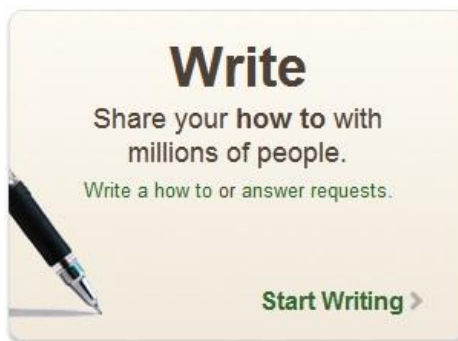 Write
Share your how to with
millions of people.
Write a how to or answer requests.
Start Writing >